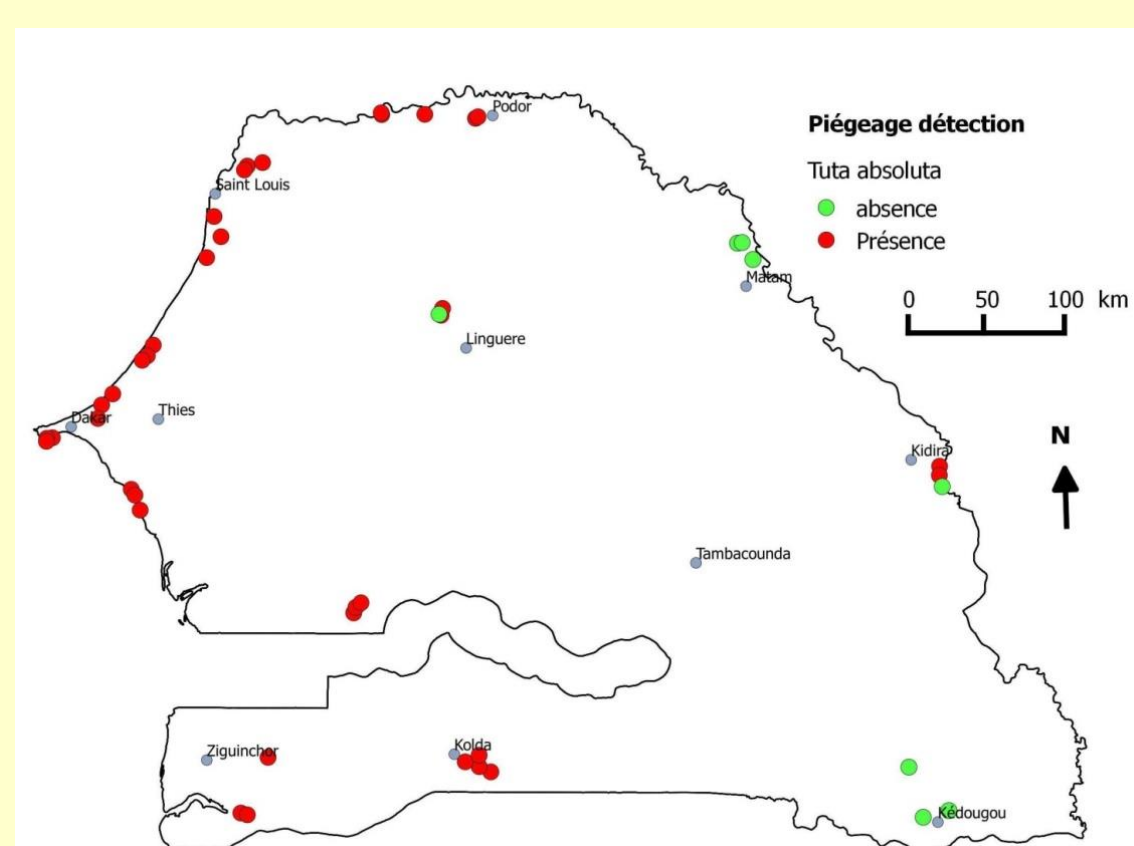 Podor
Piégeage détection
Tuta absoluta
absence
Présence
Saint Louis
Matam
0 50 100 km
Linguere
Dakar
Thies
N
Kidira
Tambacounda
Ziguinchor
Kolda
Kédougou